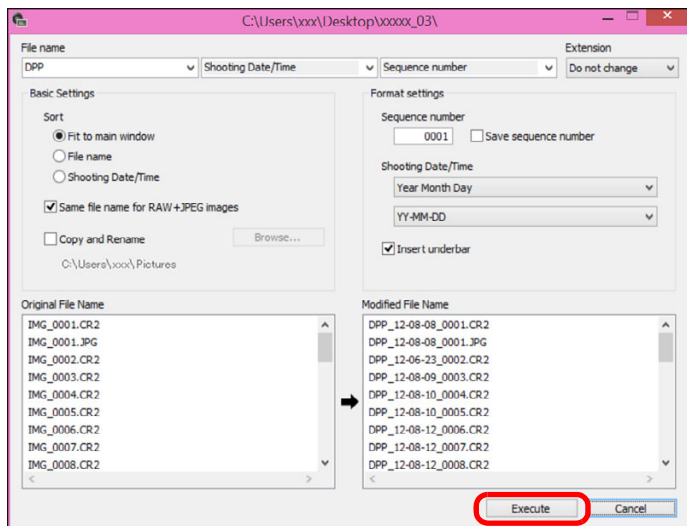 C:\Users\xxx\Desktop\xxxxx_03\
File name
Extension
DPP
Shooting Date/Time
Sequence number
Do not change
Basic Settings
Sort
Fit to main window
File name
Shooting Date/Time
Same file name for RAW+JPEG images
Copy and Rename
Browse...
C:\Users\xxx\Pictures
Format settings
Sequence number
0001
Save sequence number
Shooting Date/Time
Year Month Day
YY-MM-DD
Insert underbar
Original File Name
IMG_0001.CR2
IMG_0001.JPG
IMG_0002.CR2
IMG_0003.CR2
IMG_0004.CR2
IMG_0005.CR2
IMG_0006.CR2
IMG_0007.CR2
IMG_0008.CR2
Modified File Name
DPP_12-08-08_0001.CR2
DPP_12-08-08_0001.JPG
DPP_12-06-23_0002.CR2
DPP_12-08-09_0003.CR2
DPP_12-08-10_0004.CR2
DPP_12-08-10_0005.CR2
DPP_12-08-12_0006.CR2
DPP_12-08-12_0007.CR2
DPP_12-08-12_0008.CR2
Execute
Cancel